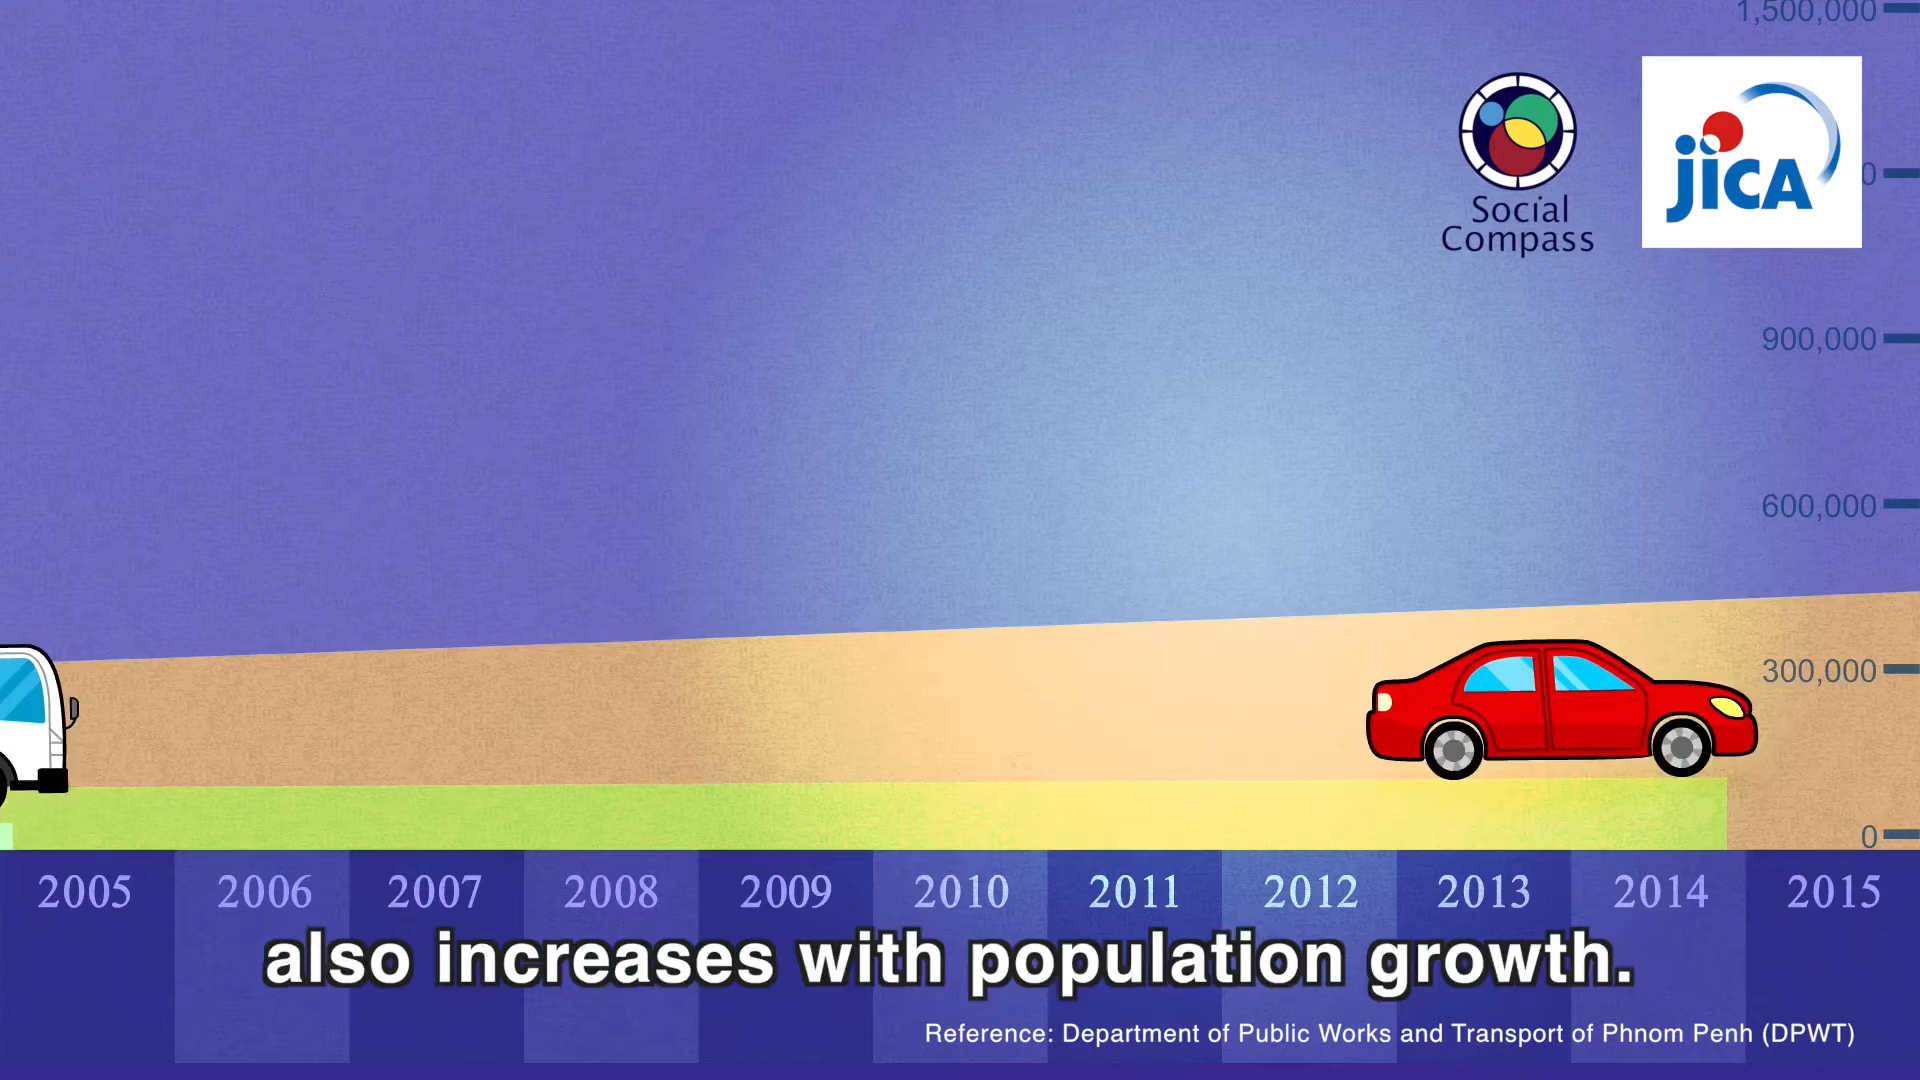 1,500,000
Social
Compass
jicA
0
900,000
600,000
300,000
0
2005 2006 2007 2008 2009 2010 2011 2012 2013 2014 2015
also increases with population growth.
Reference: Department of Public Works and Transport of Phnom Penh (DPWT)